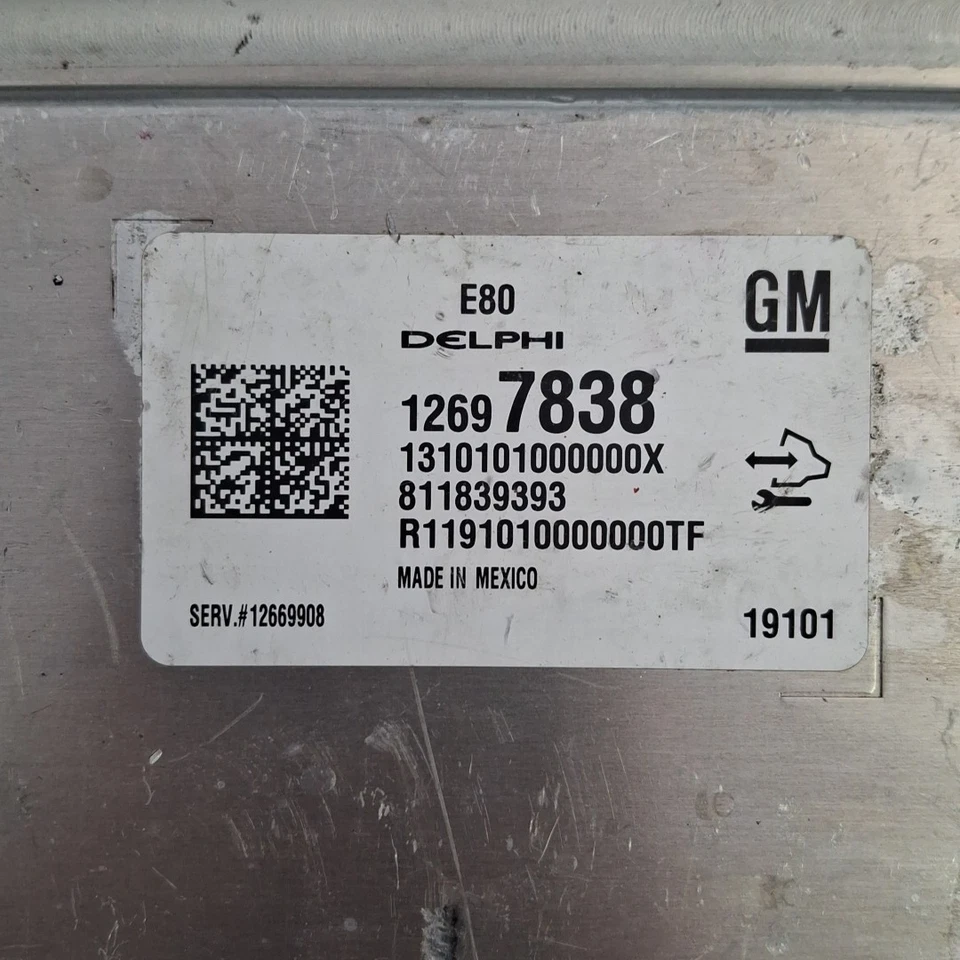 E80
GM
DELPHI
12697838
1310101000000X
811839393
R1191010000000TF
MADE IN MEXICO
SERV.#12669908
19101